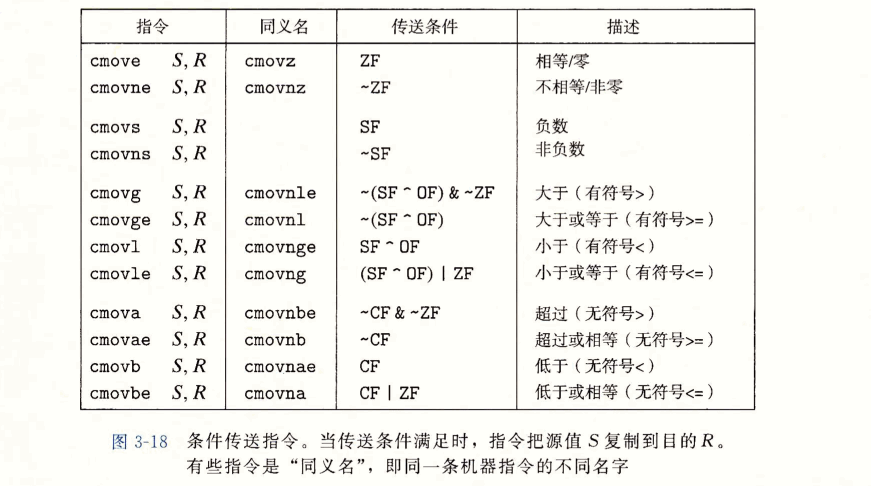 指令 同义名 传送条件 描述
cmove S, R cmovz ZF 相等/零
cmovne S, R cmovnz ~ZF 不相等/非零
cmovs S, R SF 负数
cmovns S, R ~SF 非负数
cmovg S, R cmovnle ~(SF ^ OF) & ~ZF 大于（有符号>）
cmovge S, R cmovnl ~(SF ^ OF) 大于或等于（有符号>=）
cmovl S, R cmovnge SF ^ OF 小于（有符号<）
cmovle S, R cmovng (SF ^ OF) | ZF 小于或等于（有符号<=）
cmova S, R cmovnbe ~CF & ~ZF 超过（无符号>）
cmovae S, R cmovnb ~CF 超过或相等（无符号>=）
cmovb S, R cmovnae CF 低于（无符号<）
cmovbe S, R cmovna CF | ZF 低于或相等（无符号<=）
图 3-18 条件传送指令。当传送条件满足时，指令把源值 S 复制到目的 R。
有些指令是“同义名”，即同一条机器指令的不同名字